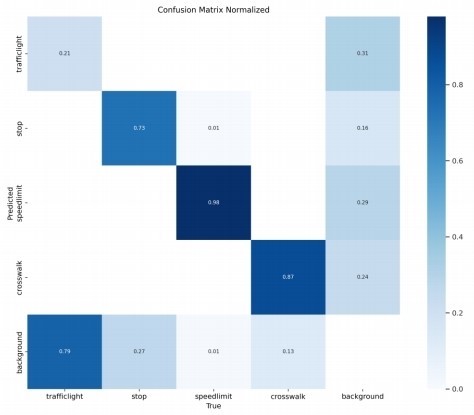 Confusion Matrix Normalized
trafficlight 0.21 0.31
stop 0.73 0.01 0.16
speedlimit 0.98 0.29
crosswalk 0.87 0.24
background 0.79 0.27 0.01 0.13
Predicted
trafficlight stop speedlimit crosswalk background
True
0.8
0.6
0.4
0.2
0.0